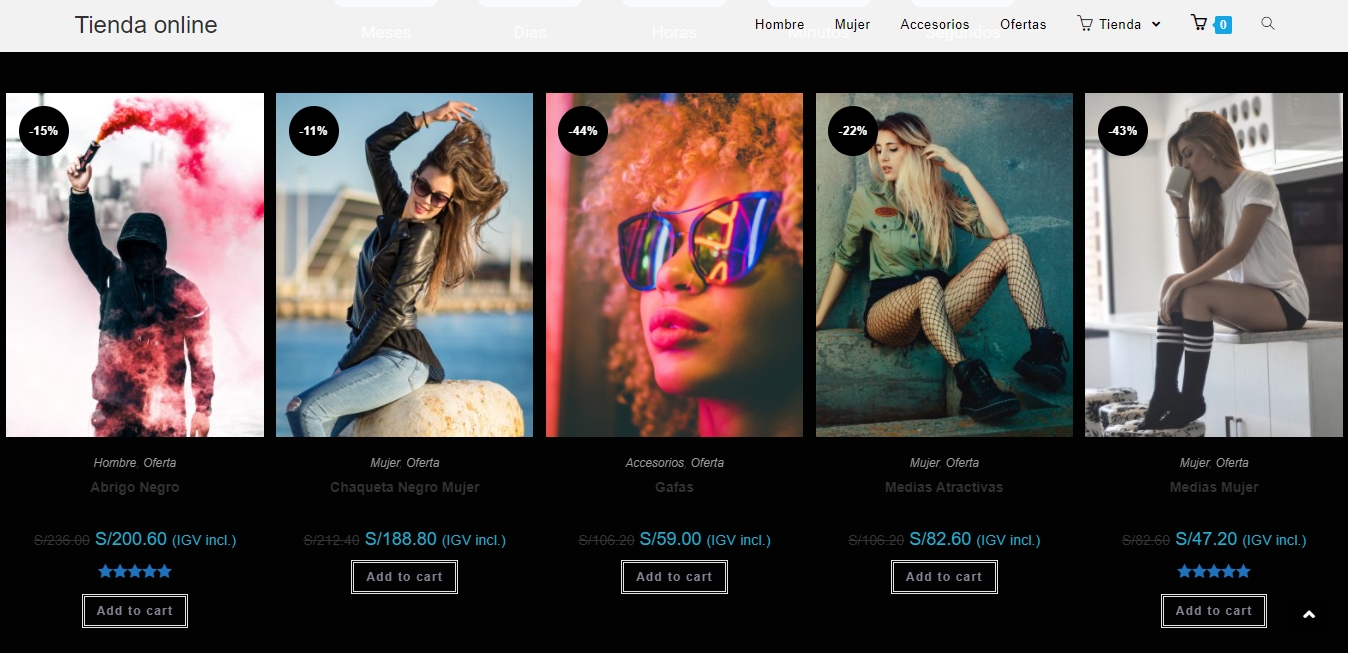 Tienda online
Hombre Mujer Accesorios Ofertas Tienda 0
Meses Dias Horas Minutos Segundos
-15% -11% -44% -22% -43%
Hombre, Oferta
Abrigo Negro
S/236.00 S/200.60 (IGV incl.)
Add to cart
Mujer, Oferta
Chaqueta Negro Mujer
S/212.40 S/188.80 (IGV incl.)
Add to cart
Accesorios, Oferta
Gafas
S/106.20 S/59.00 (IGV incl.)
Add to cart
Mujer, Oferta
Medias Atractivas
S/106.20 S/82.60 (IGV incl.)
Add to cart
Mujer, Oferta
Medias Mujer
S/82.60 S/47.20 (IGV incl.)
Add to cart